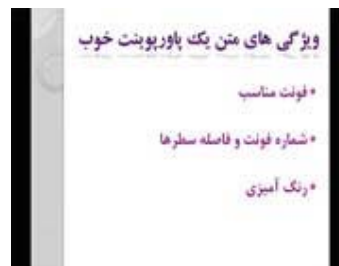 ویژگی های متن یک پاورپوینت خوب
•فونت مناسب
•شماره فونت و فاصله سطرها
•رنگ آمیزی